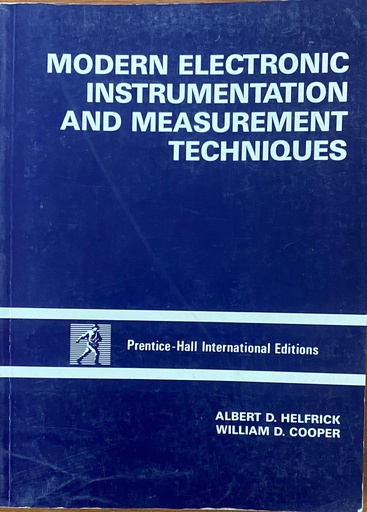 MODERN ELECTRONIC
INSTRUMENTATION
AND MEASUREMENT
TECHNIQUES
Prentice-Hall International Editions
ALBERT D. HELFRICK
WILLIAM D. COOPER